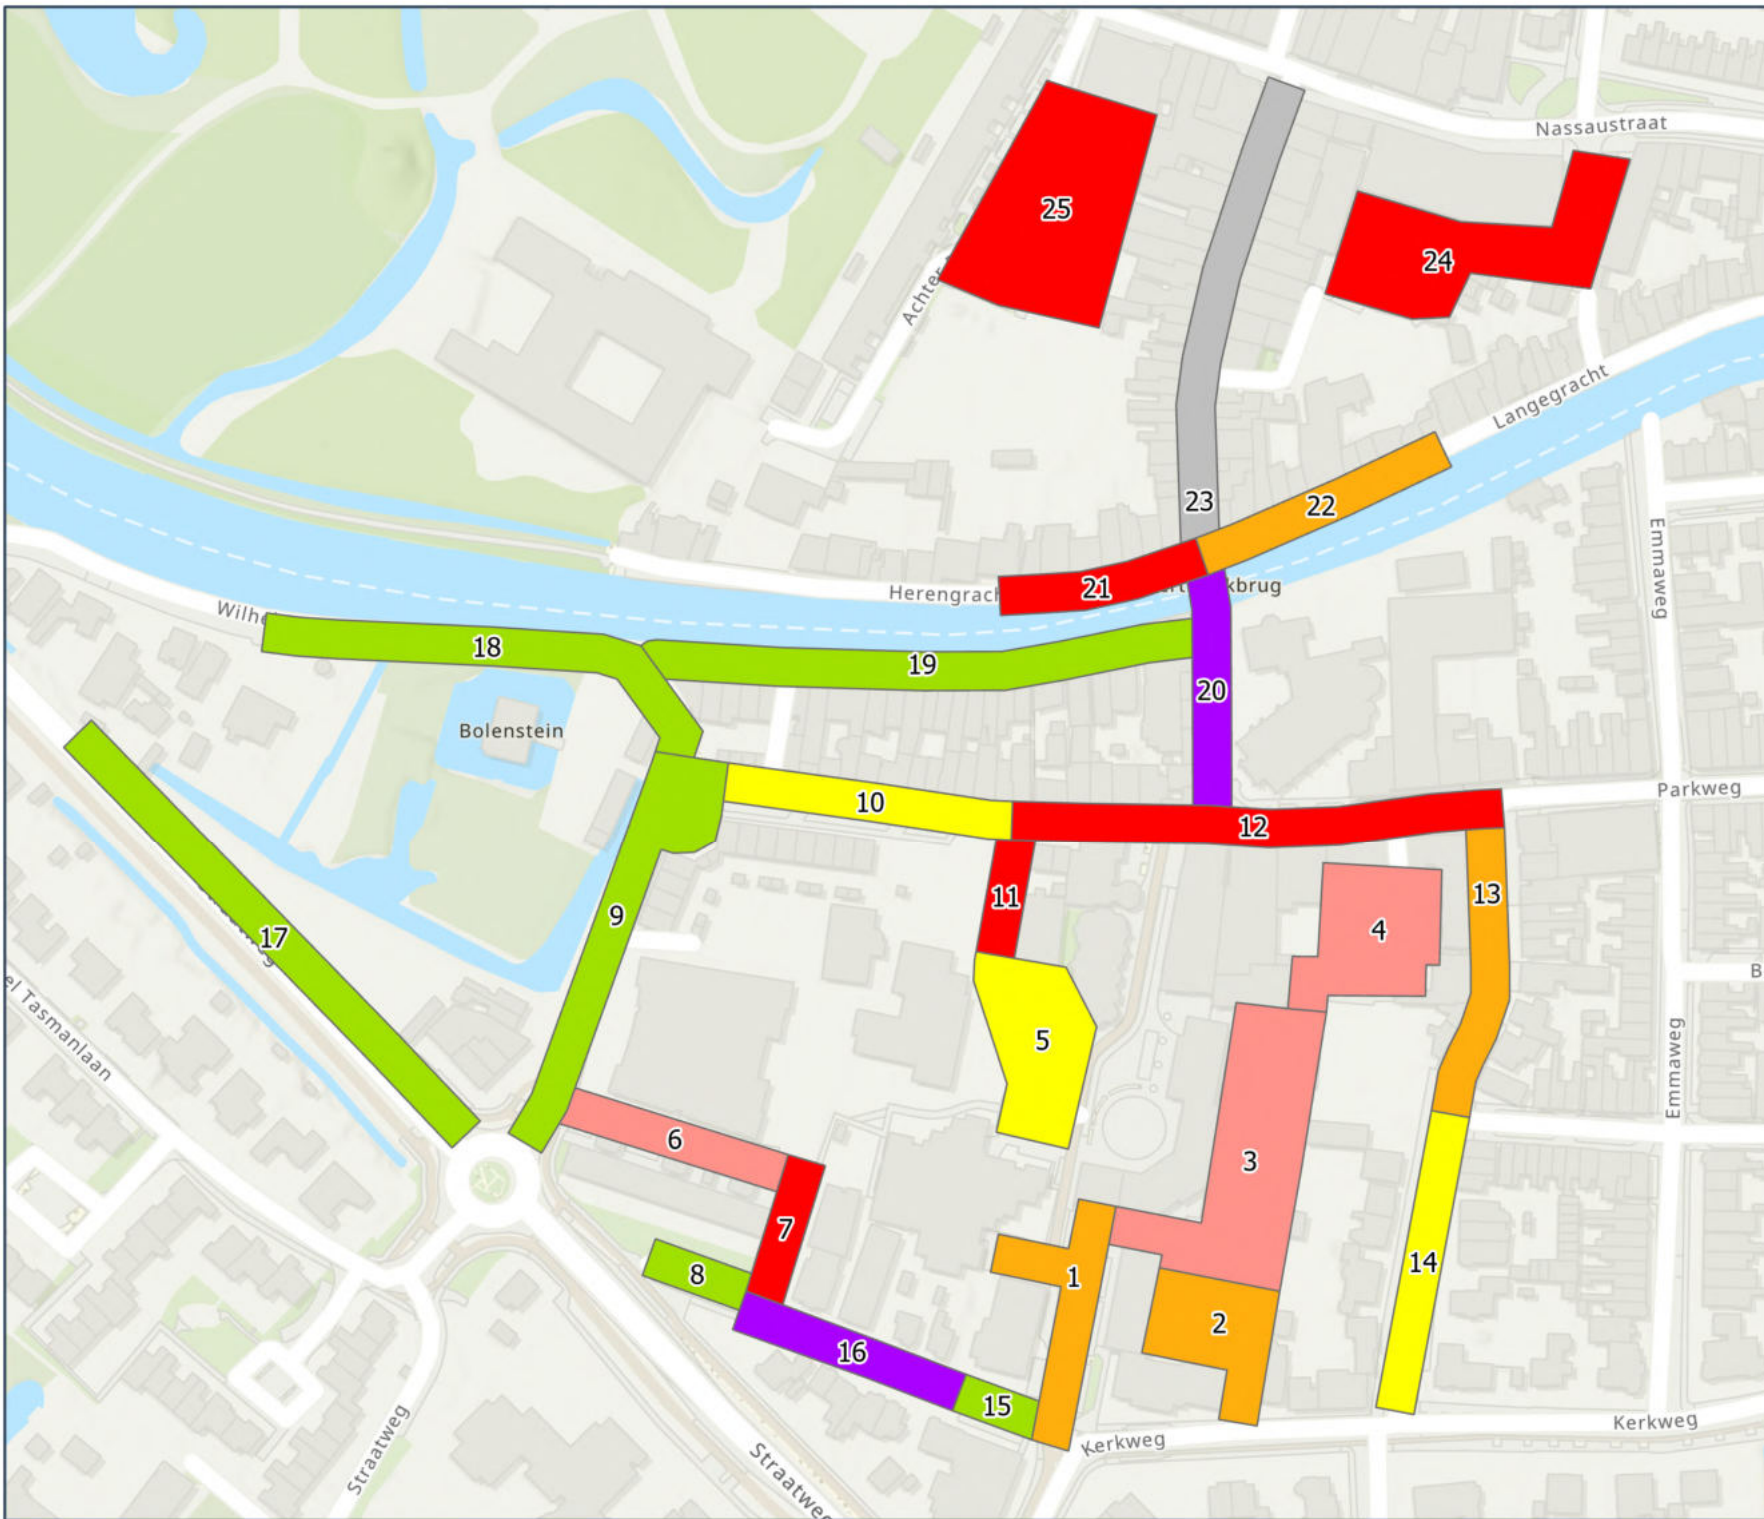 Nassaustraat
25
24
Achter
Langegracht
23
22
Emmaweg
Herengrach
21
kbrug
Wilhe
18
19
20
Bolenstein
Parkweg
10
12
13
11
4
9
17
B
el Tasmanlaan
5
Emmaweg
6
3
7
14
8
1
2
16
15
Kerkweg
Kerkweg
Straatweg
Straatweg